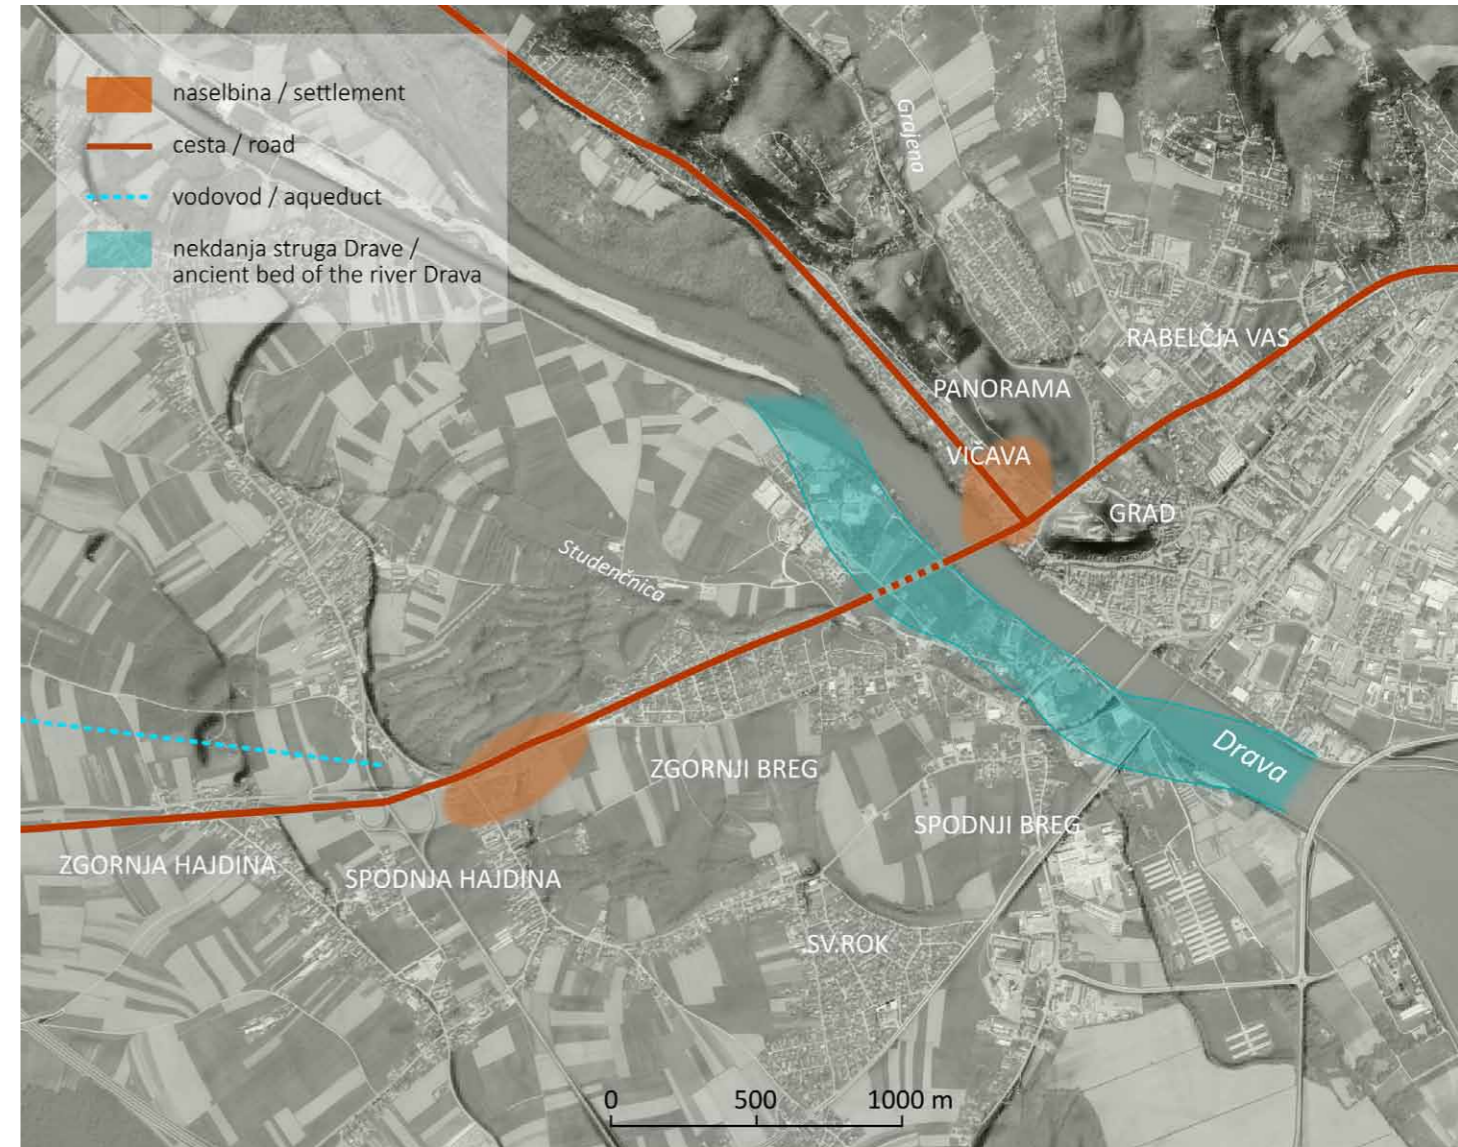 naselbina / settlement
cesta / road
vodovod / aqueduct
nekdanja struga Drave /
ancient bed of the river Drava
Grajena
RABELČJA VAS
PANORAMA
VIČAVA
GRAD
Studenčnica
Drava
ZGORNJI BREG
SPODNJI BREG
ZGORNJA HAJDINA
SPODNJA HAJDINA
SV.ROK
0 500 1000 m